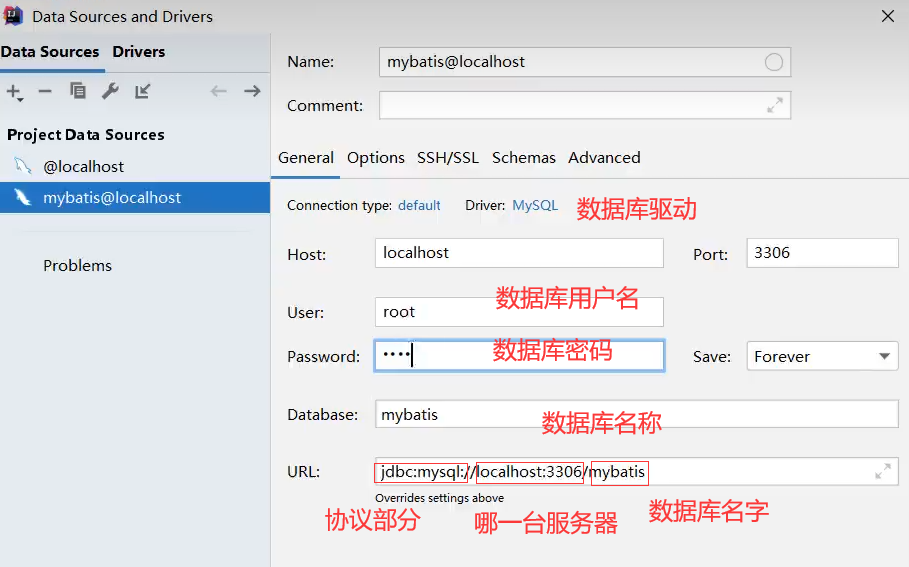 Data Sources and Drivers
Data Sources Drivers
Project Data Sources
@localhost
mybatis@localhost
Problems
Name: mybatis@localhost
Comment:
General Options SSH/SSL Schemas Advanced
Connection type: default Driver: MySQL 数据库驱动
Host: localhost Port: 3306
数据库用户名
User: root
Password: •••• 数据库密码 Save: Forever
Database: mybatis
数据库名称
URL: jdbc:mysql://localhost:3306/mybatis
Overrides settings above
协议部分 哪一台服务器 数据库名字